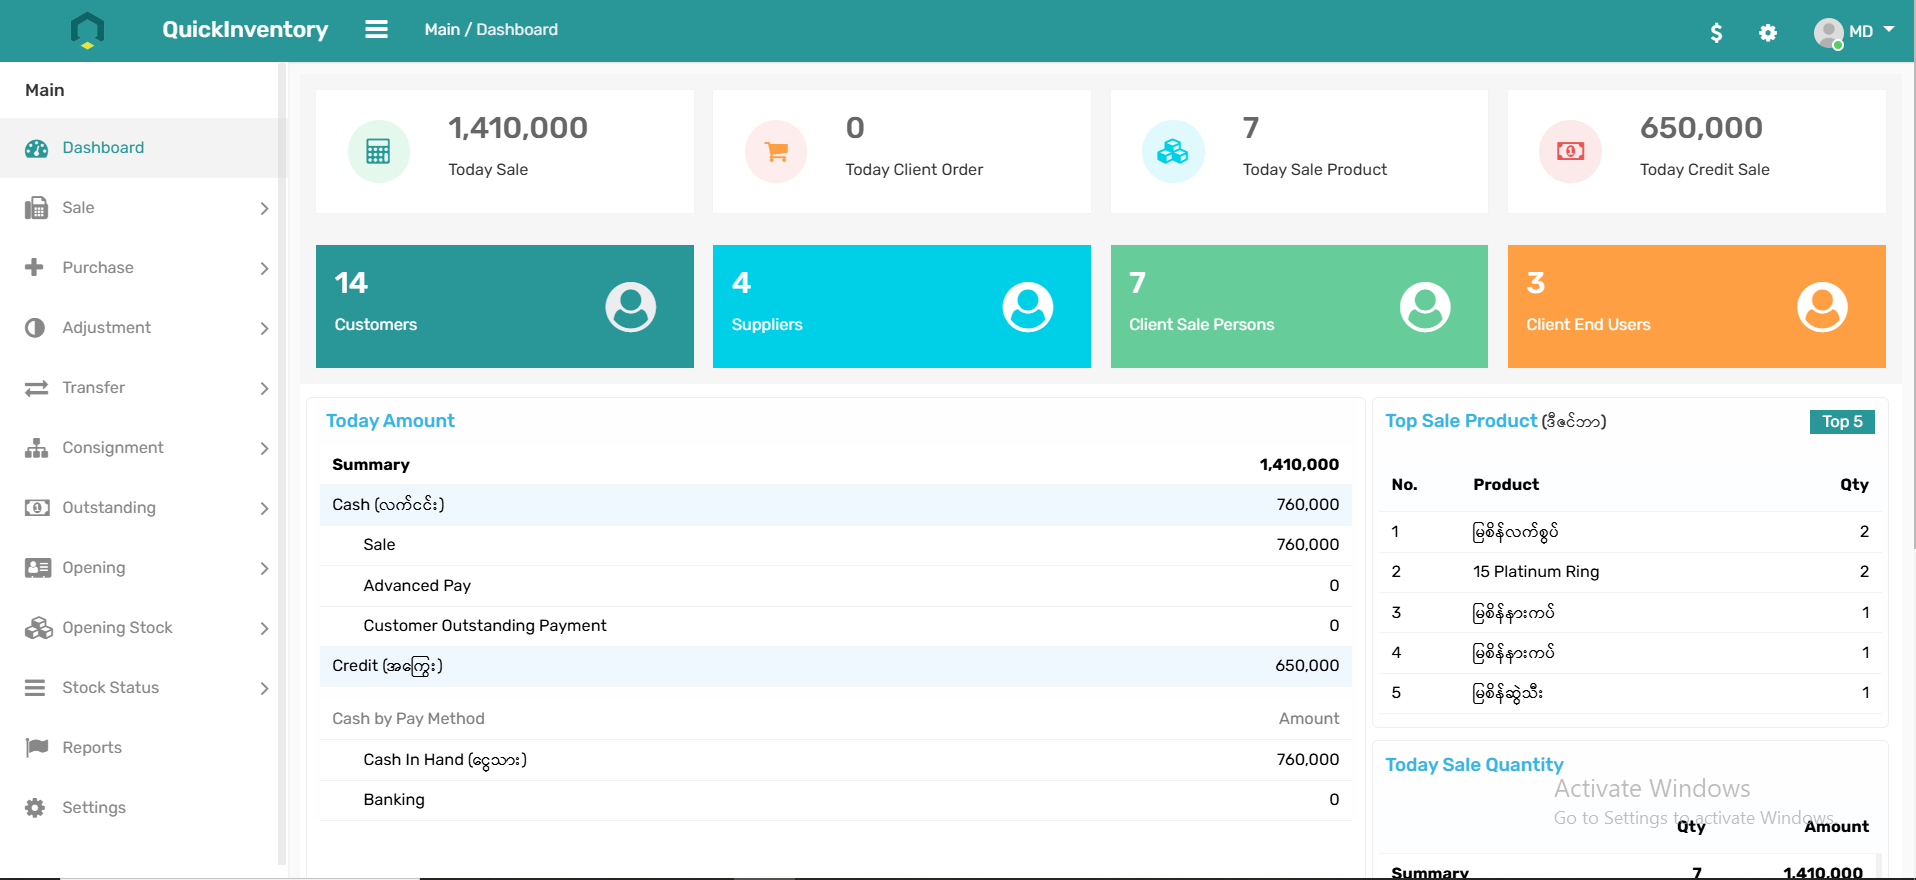 QuickInventory
Main / Dashboard
$
MD
Main
Dashboard
Sale
Purchase
Adjustment
Transfer
Consignment
Outstanding
Opening
Opening Stock
Stock Status
Reports
Settings
1,410,000
Today Sale
0
Today Client Order
7
Today Sale Product
650,000
Today Credit Sale
14
Customers
4
Suppliers
7
Client Sale Persons
3
Client End Users
Today Amount
Summary 1,410,000
Cash (လက်ငင်း) 760,000
Sale 760,000
Advanced Pay 0
Customer Outstanding Payment 0
Credit (အကြွေး) 650,000
Cash by Pay Method Amount
Cash In Hand (ငွေသား) 760,000
Banking 0
Top Sale Product (ဒီဇင်ဘာ) Top 5
No. Product Qty
1 မြစိန်လက်စွပ် 2
2 15 Platinum Ring 2
3 မြစိန်နားကပ် 1
4 မြစိန်နားကပ် 1
5 မြစိန်ဆွဲသီး 1
Today Sale Quantity
Activate Windows
Go to Settings to activate Windows.
Qty Amount
Summary 7 1,410,000